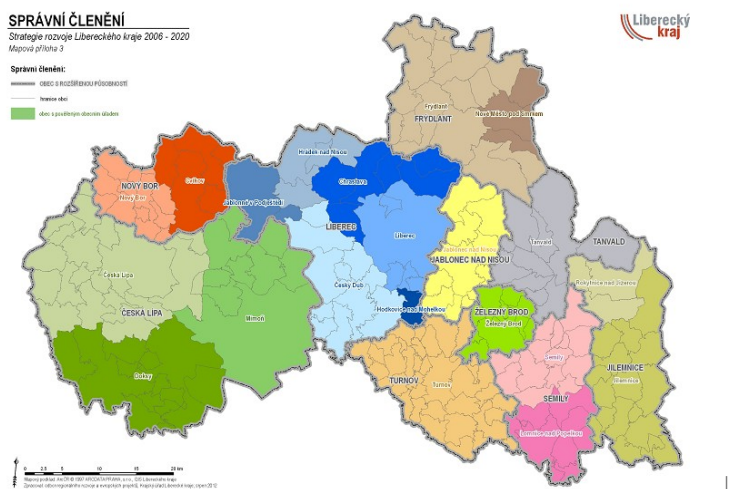 SPRÁVNÍ ČLENĚNÍ
Strategie rozvoje Libereckého kraje 2006 - 2020
Mapová příloha 3
Liberecký
kraj
Správní členění:
OBEC S ROZŠÍŘENOU PŮSOBNOSTÍ
hranice obcí
obec s pověřeným obecním úřadem
Frýdlant
FRÝDLANT
Nové Město pod Smrkem
Hrádek nad Nisou
Chrastava
Cvikov
NOVÝ BOR
Nový Bor
Jablonné v Podještědí
LIBEREC
Liberec
Jablonec nad Nisou
JABLONEC NAD NISOU
Tanvald
TANVALD
Česká Lípa
Rokytnice nad Jizerou
Český Dub
Hodkovice nad Mohelkou
ČESKÁ LÍPA
Mimoň
ŽELEZNÝ BROD
Železný Brod
Semily
JILEMNICE
Jilemnice
Doksy
TURNOV
Turnov
SEMILY
Lomnice nad Popelkou
0 2,5 5 10 15 20 km